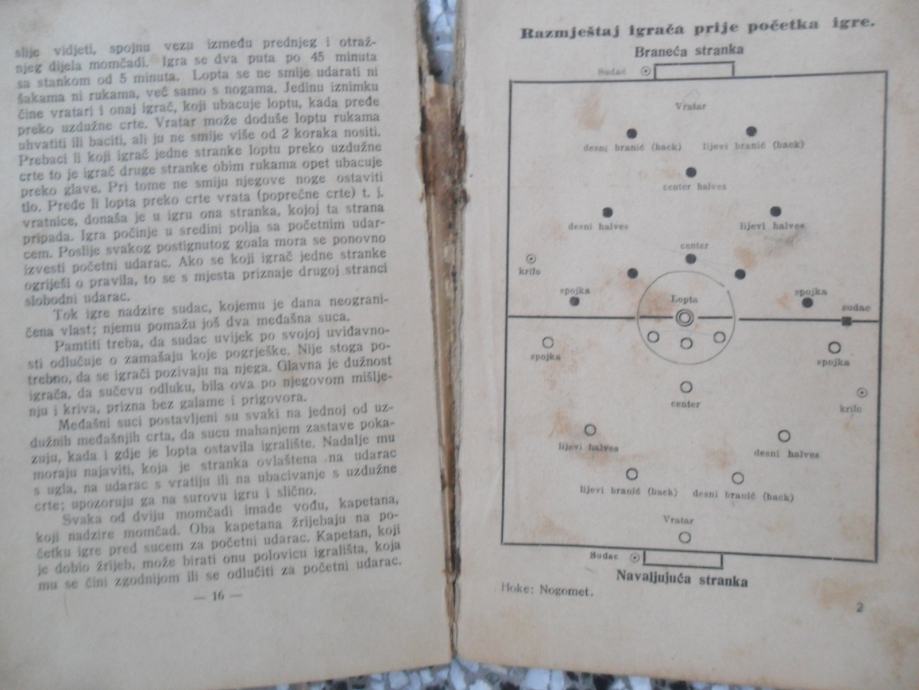 slije vidjeti, spojnu vezu između prednjeg i otraž-
njeg dijela momčadi. Igra se dva puta po 45 minuta
sa stankom od 5 minuta. Lopta se ne smije udarati ni
šakama ni rukama, već samo s nogama. Jedinu iznimku
čine vratari i onaj igrač, koji ubacuje loptu, kada pređe
preko uzdužne crte. Vratar može doduše loptu rukama
uhvatiti ili baciti, ali ju ne smije više od 2 koraka nositi.
Prebaci li koji igrač jedne stranke loptu preko uzdužne
crte to je igrač druge stranke obim rukama opet ubacuje
preko glave. Pri tome ne smiju njegove noge ostaviti
tlo. Pređe li lopta preko crte vrata (poprečne crte) t. j.
vratnice, donaša je u igru ona stranka, kojoj ta strana
pripada. Igra počinje u sredini polja sa početnim udar-
cem. Poslije svakog postignutog goala mora se ponovno
izvesti početni udarac. Ako se koji igrač jedne stranke
ogriješi o pravila, to se s mjesta priznaje drugoj stranci
slobodni udarac.
Tok igre nadzire sudac, kojemu je dana neograni-
čena vlast; njemu pomažu još dva međašna suca.
Pamtiti treba, da sudac uvijek po svojoj uviđavno-
sti odlučuje o zamašaju koje pogrješke. Nije stoga po-
trebno, da se igrači pozivaju na njega. Glavna je dužnost
igrača, da sučevu odluku, bila ova po njegovom mišlje-
nju i kriva, prizna bez galame i prigovora.
Međašni suci postavljeni su svaki na jednoj od uz-
dužnih međašnjih crta, da sucu mahanjem zastave poka-
zuju, kada i gdje je lopta ostavila igralište. Nadalje mu
moraju najaviti, koja je stranka ovlaštena na udarac
s ugla, na udarac s vratiju ili na ubacivanje s uzdužne
crte; upozoruju ga na surovu igru i slično.
Svaka od dviju momčadi imade vođu, kapetana,
koji nadzire momčad. Oba kapetana žrijebaju na po-
četku igre pred sucem za početni udarac. Kapetan, koji
je dobio žrijeb, može birati onu polovicu igrališta, koja
mu se čini zgodnijom ili se odlučiti za početni udarac.
— 16 —
Razmještaj igrača prije početka igre.
Braneća stranka
Sudac
Vratar
desni branič (back) lijevi branič (back)
center halves
desni halves lijevi halves
center
krilo
spojka spojka
Lopta
sudac
spojka spojka
center
krilo
lijevi halves desni halves
lijevi branič (back) desni branič (back)
Vratar
Sudac
Navaljujuća stranka
Hoke: Nogomet.
2